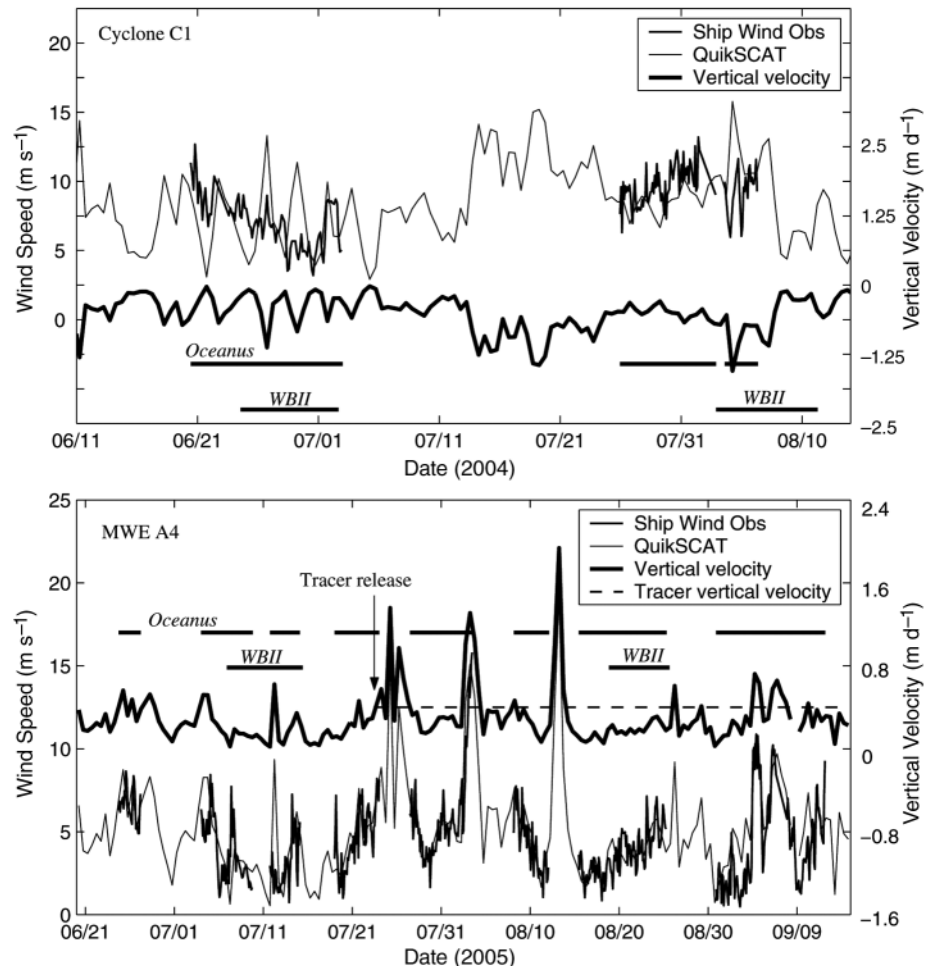 Cyclone C1
Ship Wind Obs
QuikSCAT
Vertical velocity
20
15
10
5
0
2.5
1.25
0
−1.25
−2.5
Wind Speed (m s−1)
Vertical Velocity (m d−1)
Oceanus
WBII
WBII
06/11 06/21 07/01 07/11 07/21 07/31 08/10
Date (2004)
MWE A4
Ship Wind Obs
QuikSCAT
Vertical velocity
Tracer vertical velocity
Tracer release
25
20
15
10
5
0
2.4
1.6
0.8
0
−0.8
−1.6
Wind Speed (m s−1)
Vertical Velocity (m d−1)
Oceanus
WBII
WBII
06/21 07/01 07/11 07/21 07/31 08/10 08/20 08/30 09/09
Date (2005)